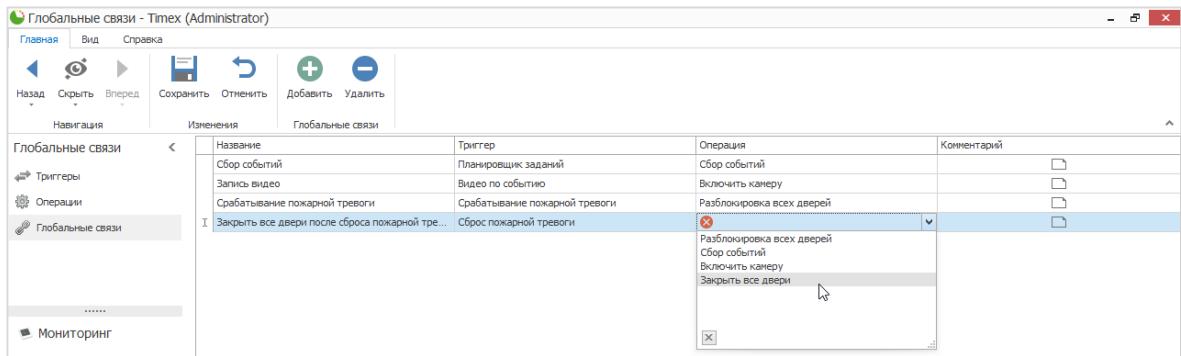 Глобальные связи - Timex (Administrator)
Главная Вид Справка
Назад Скрыть Вперед Сохранить Отменить Добавить Удалить
Навигация Изменения Глобальные связи
Глобальные связи
Триггеры
Операции
Глобальные связи
Мониторинг
Название Триггер Операция Комментарий
Сбор событий Планировщик заданий Сбор событий
Запись видео Видео по событию Включить камеру
Срабатывание пожарной тревоги Срабатывание пожарной тревоги Разблокировка всех дверей
Закрыть все двери после сброса пожарной тре... Сброс пожарной тревоги
Разблокировка всех дверей
Сбор событий
Включить камеру
Закрыть все двери